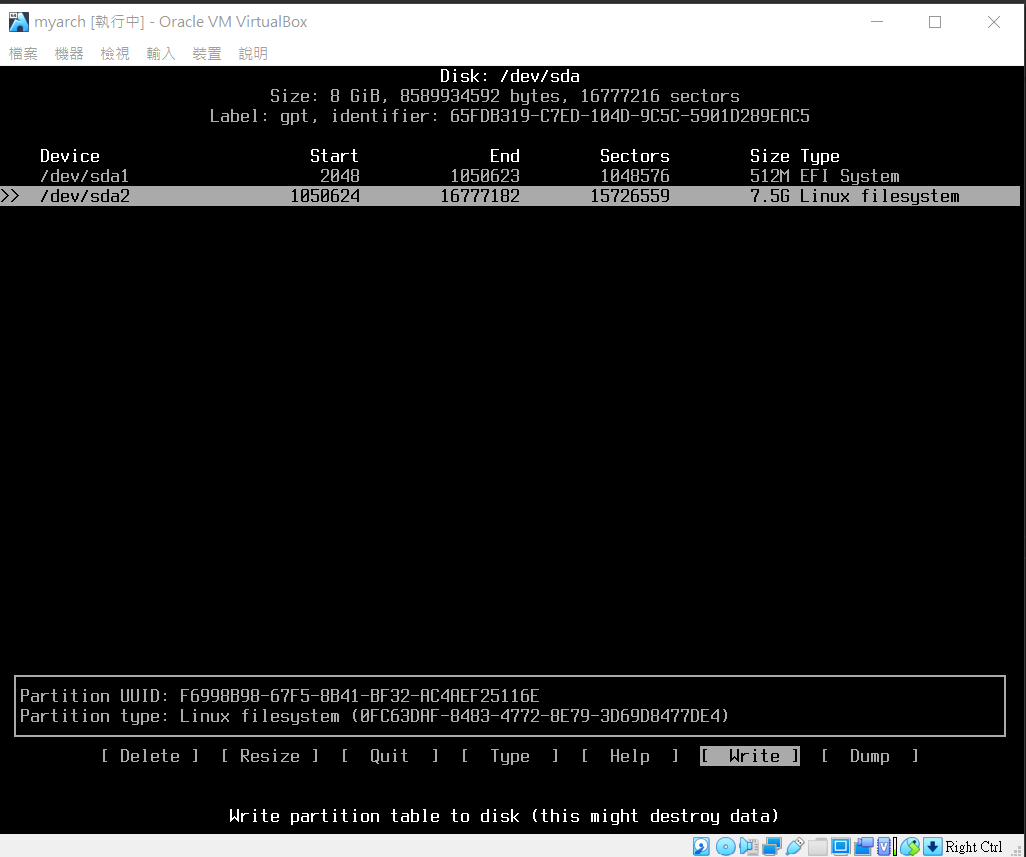 myarch [執行中] - Oracle VM VirtualBox
檔案 機器 檢視 輸入 裝置 說明
Disk: /dev/sda
Size: 8 GiB, 8589934592 bytes, 16777216 sectors
Label: gpt, identifier: 65FDB319-C7ED-104D-9C5C-5901D289EAC5
Device Start End Sectors Size Type
/dev/sda1 2048 1050623 1048576 512M EFI System
>> /dev/sda2 1050624 16777182 15726559 7.5G Linux filesystem
Partition UUID: F6998B98-67F5-8B41-BF32-AC4AEF25116E
Partition type: Linux filesystem (0FC63DAF-8483-4772-8E79-3D69D8477DE4)
[ Delete ] [ Resize ] [ Quit ] [ Type ] [ Help ] [ Write ] [ Dump ]
Write partition table to disk (this might destroy data)
Right Ctrl